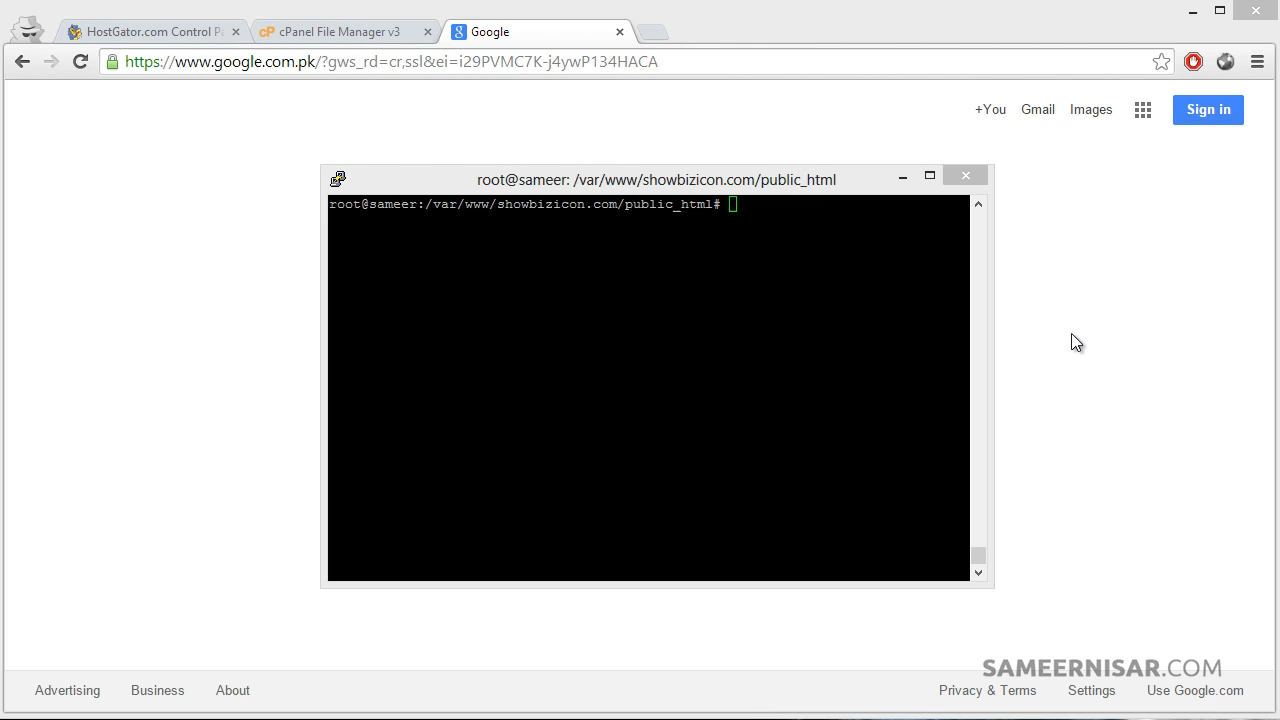 HostGator.com Control P
cPanel File Manager v3
Google
https://www.google.com.pk/?gws_rd=cr,ssl&ei=i29PVMC7K-j4ywP134HACA
+You Gmail Images Sign in
root@sameer: /var/www/showbizicon.com/public_html
root@sameer:/var/www/showbizicon.com/public_html#
SAMEERNISAR.COM
Advertising Business About Privacy & Terms Settings Use Google.com